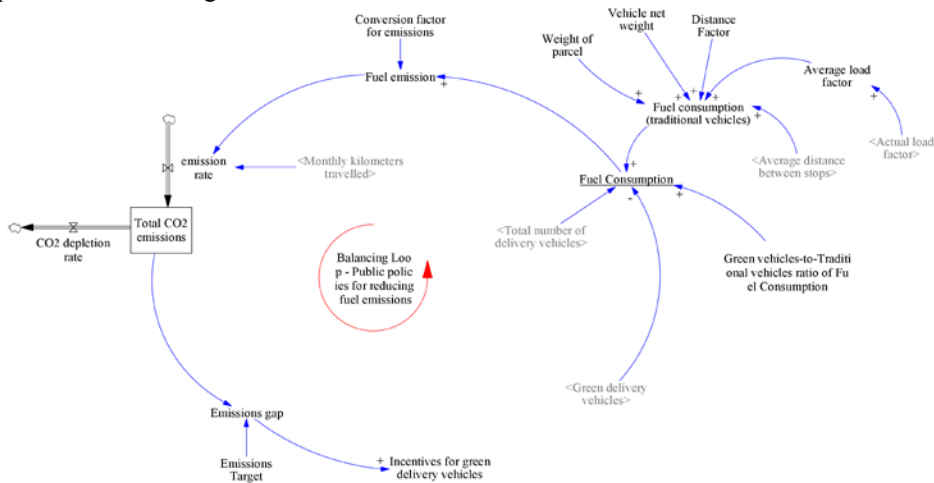 Conversion factor
for emissions
Vehicle net
weight
Distance
Factor
Weight of
parcel
Fuel emission
+
Average load
factor
+
+
+
+
Fuel consumption
(traditional vehicles)
+
+
<Actual load
factor>
emission
rate
<Monthly kilometers
travelled>
<Average distance
between stops>
+
Fuel Consumption
-
+
Total CO2
emissions
CO2 depletion
rate
<Total number of
delivery vehicles>
Balancing Loo
p - Public polic
ies for reducing
fuel emissions
Green vehicles-to-Traditi
onal vehicles ratio of Fu
el Consumption
<Green delivery
vehicles>
Emissions gap
Emissions
Target
+
Incentives for green
delivery vehicles